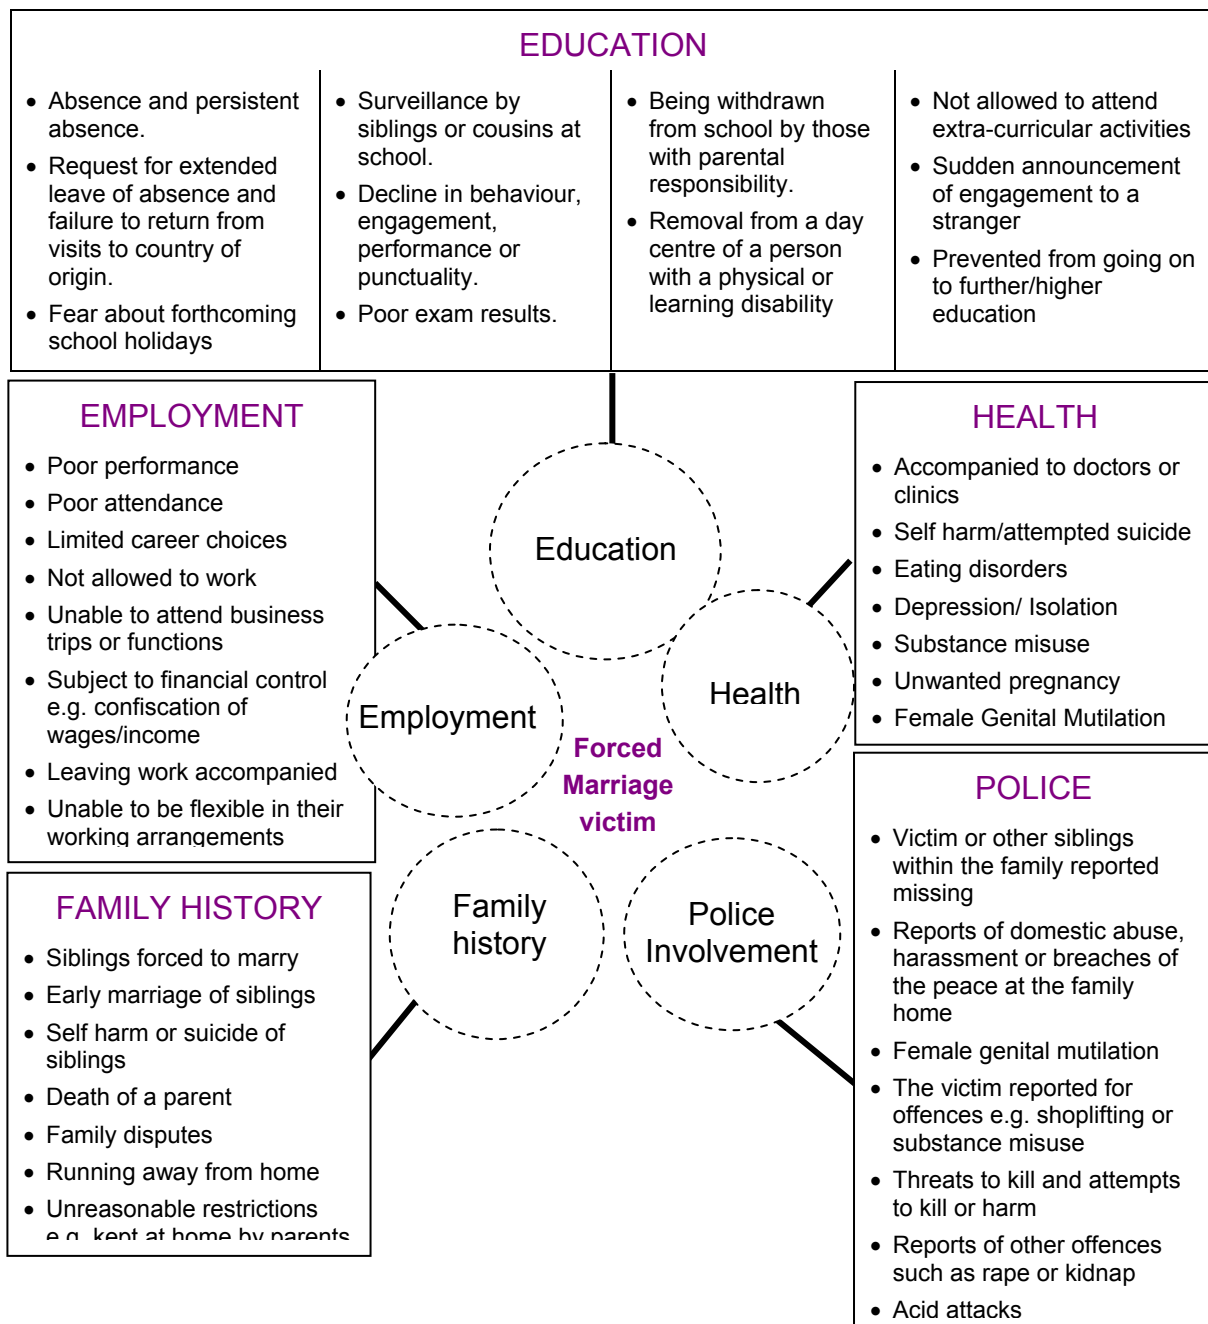 EDUCATION
• Absence and persistent
absence.
• Request for extended
leave of absence and
failure to return from
visits to country of
origin.
• Fear about forthcoming
school holidays
• Surveillance by
siblings or cousins at
school.
• Decline in behaviour,
engagement,
performance or
punctuality.
• Poor exam results.
• Being withdrawn
from school by those
with parental
responsibility.
• Removal from a day
centre of a person
with a physical or
learning disability
• Not allowed to attend
extra-curricular activities
• Sudden announcement
of engagement to a
stranger
• Prevented from going on
to further/higher
education
EMPLOYMENT
• Poor performance
• Poor attendance
• Limited career choices
• Not allowed to work
• Unable to attend business
trips or functions
• Subject to financial control
e.g. confiscation of
wages/income
• Leaving work accompanied
• Unable to be flexible in their
working arrangements
HEALTH
• Accompanied to doctors or
clinics
• Self harm/attempted suicide
• Eating disorders
• Depression/ Isolation
• Substance misuse
• Unwanted pregnancy
• Female Genital Mutilation
Education
Health
Employment
Forced
Marriage
victim
Family
history
Police
Involvement
FAMILY HISTORY
• Siblings forced to marry
• Early marriage of siblings
• Self harm or suicide of
siblings
• Death of a parent
• Family disputes
• Running away from home
• Unreasonable restrictions
e.g. kept at home by parents
POLICE
• Victim or other siblings
within the family reported
missing
• Reports of domestic abuse,
harassment or breaches of
the peace at the family
home
• Female genital mutilation
• The victim reported for
offences e.g. shoplifting or
substance misuse
• Threats to kill and attempts
to kill or harm
• Reports of other offences
such as rape or kidnap
• Acid attacks